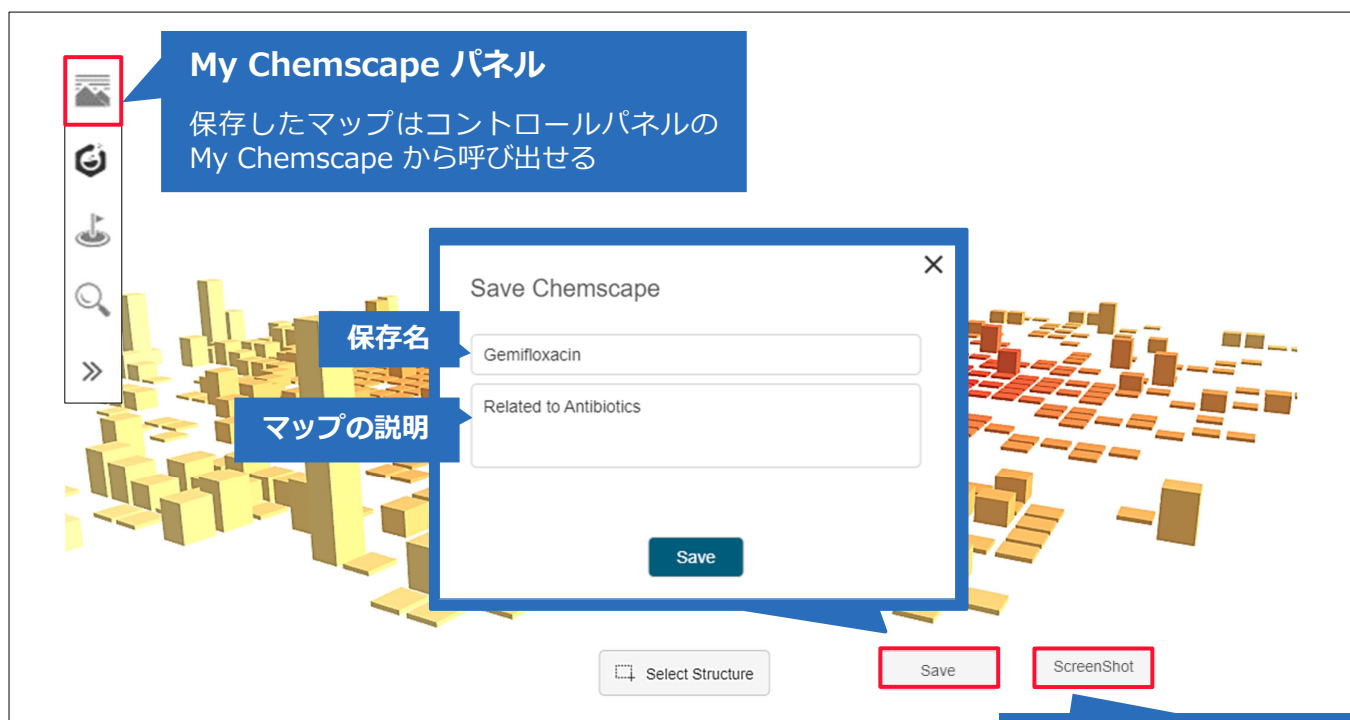 My Chemscape パネル
保存したマップはコントロールパネルの
My Chemscape から呼び出せる
Save Chemscape
保存名
Gemifloxacin
マップの説明
Related to Antibiotics
Save
Select Structure
Save
ScreenShot